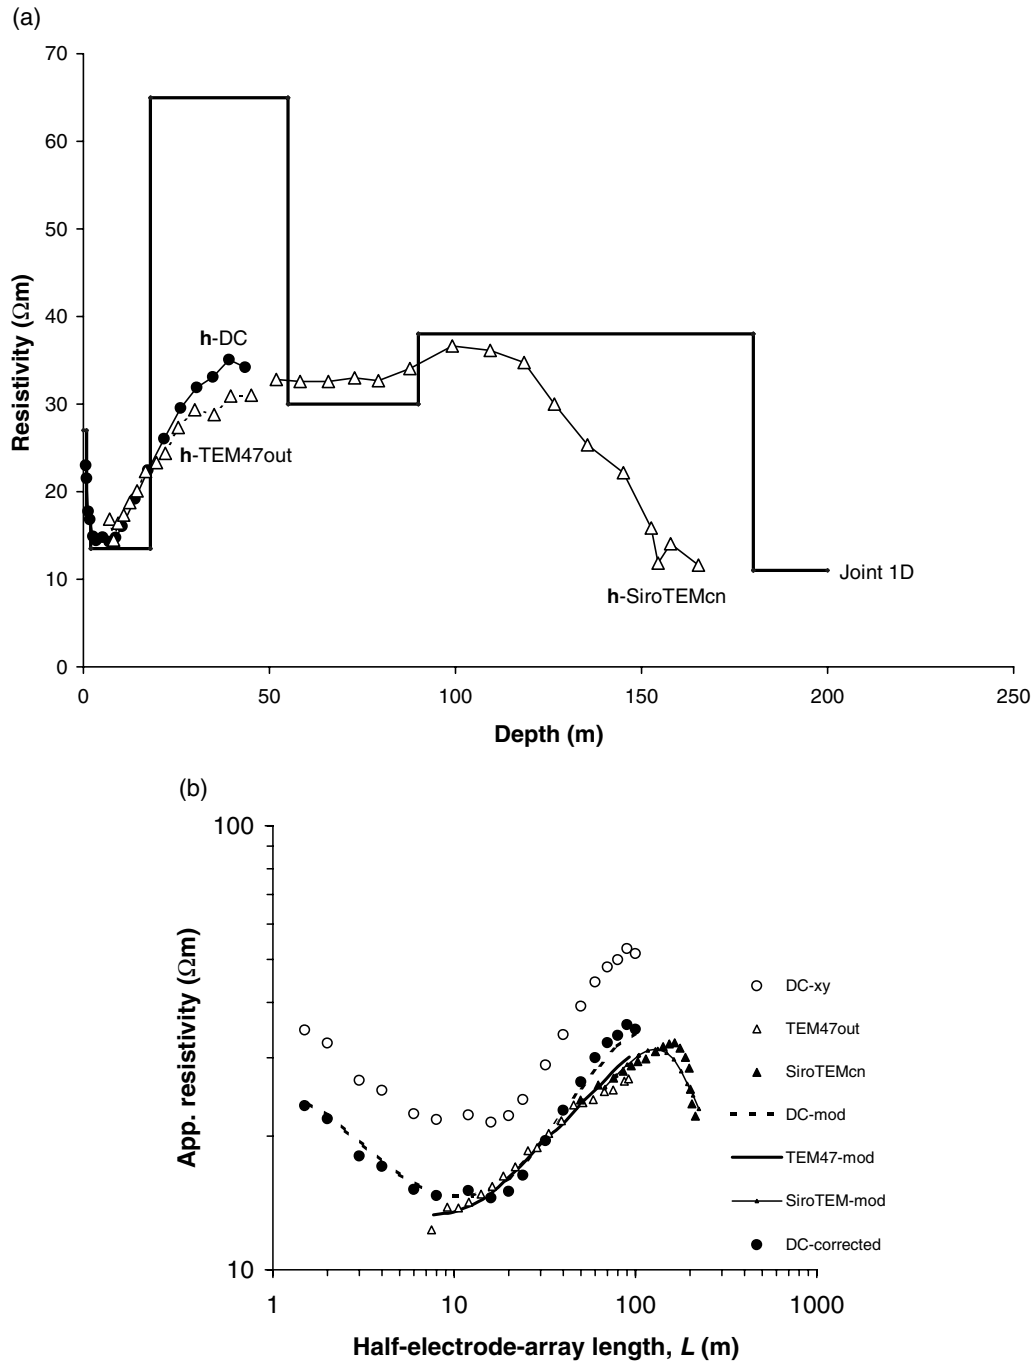 (a)
70
60
50
40
30
20
10
0
Resistivity (Ωm)
h-DC
h-TEM47out
h-SiroTEMcn
Joint 1D
0 50 100 150 200 250
Depth (m)
(b)
100
10
App. resistivity (Ωm)
DC-xy
TEM47out
SiroTEMcn
DC-mod
TEM47-mod
SiroTEM-mod
DC-corrected
1 10 100 1000
Half-electrode-array length, L (m)